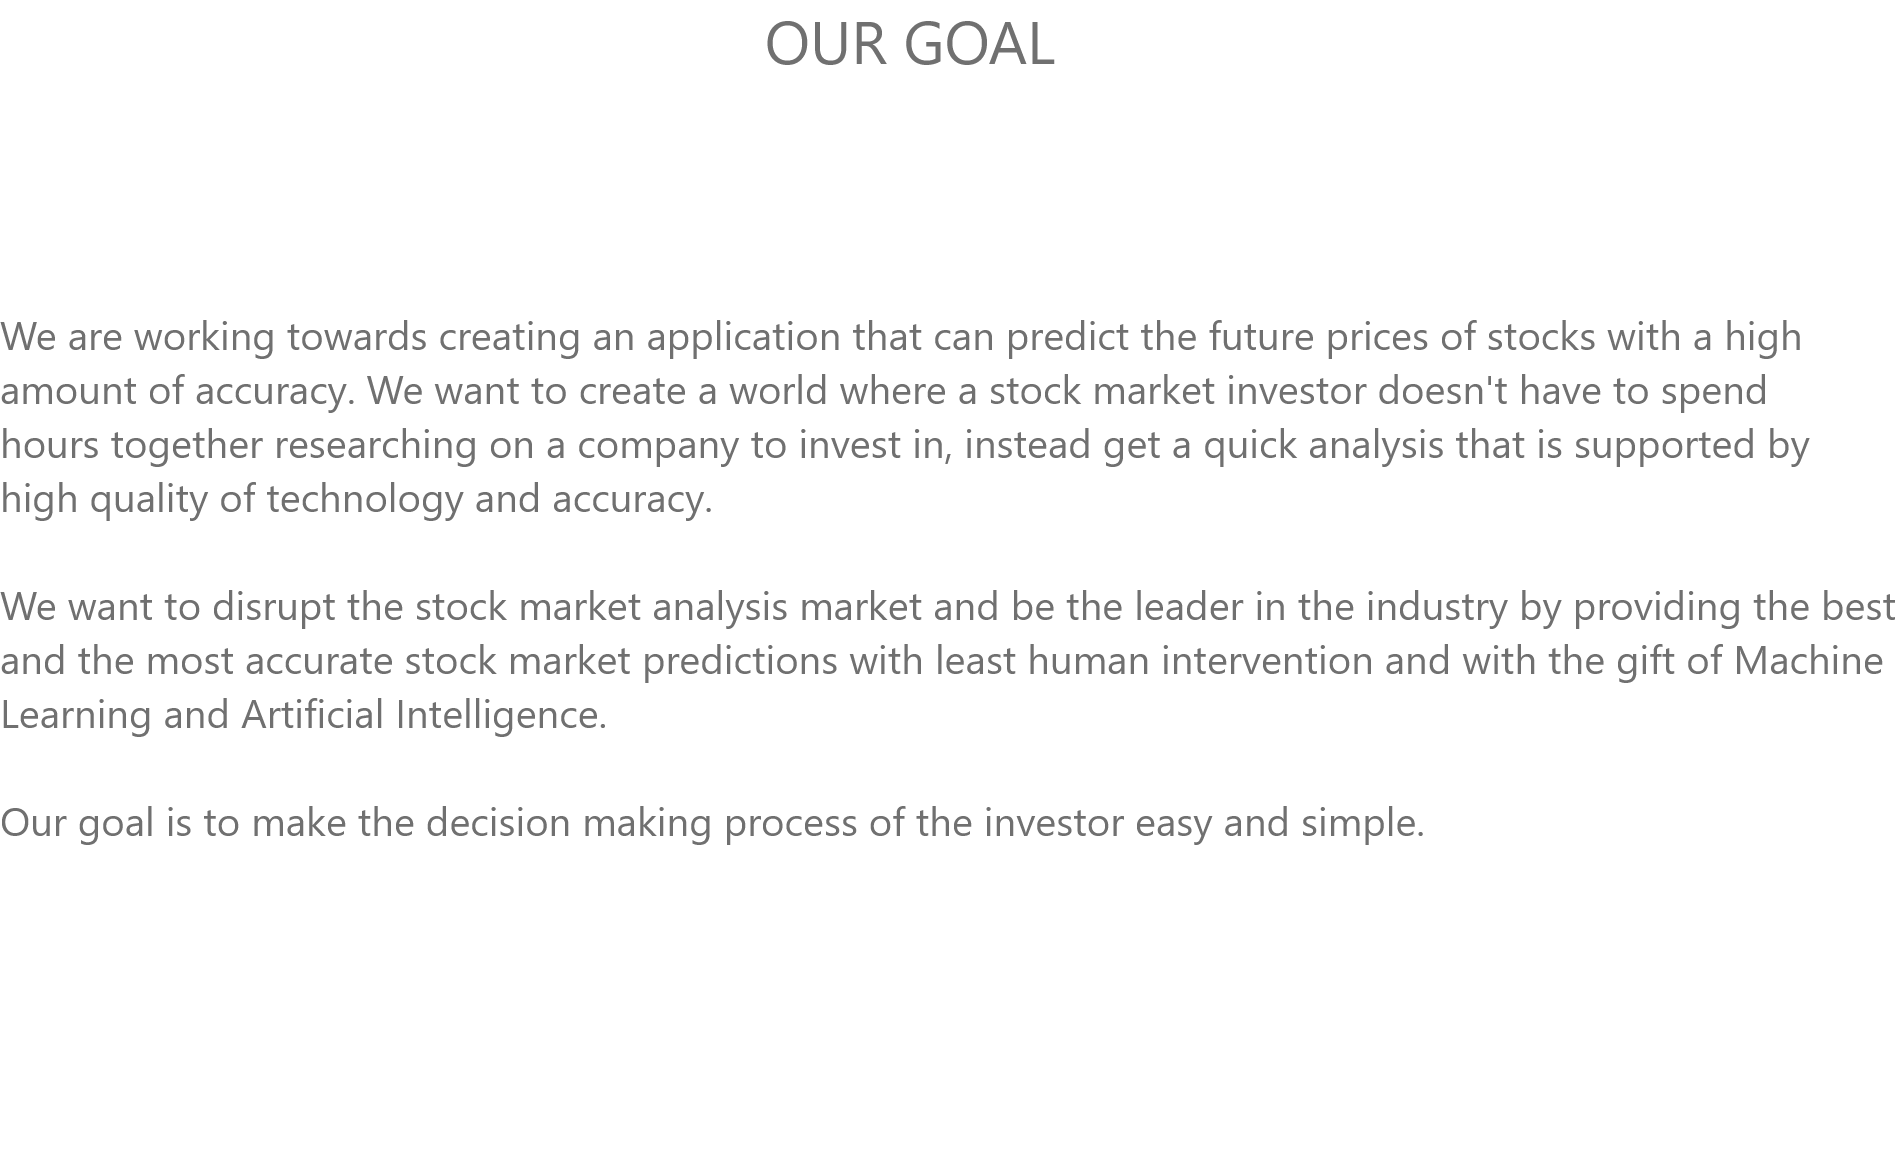 OUR GOAL
We are working towards creating an application that can predict the future prices of stocks with a high
amount of accuracy. We want to create a world where a stock market investor doesn't have to spend
hours together researching on a company to invest in, instead get a quick analysis that is supported by
high quality of technology and accuracy.
We want to disrupt the stock market analysis market and be the leader in the industry by providing the best
and the most accurate stock market predictions with least human intervention and with the gift of Machine
Learning and Artificial Intelligence.
Our goal is to make the decision making process of the investor easy and simple.